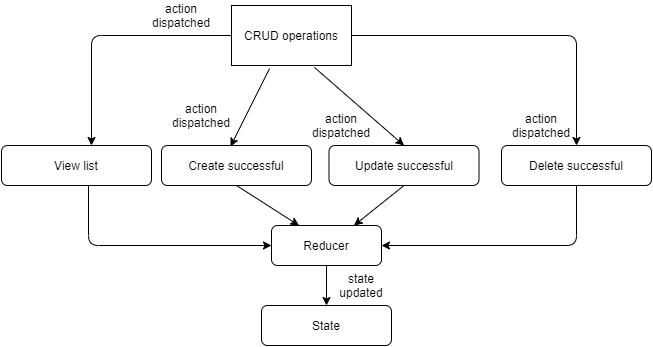 action
dispatched
CRUD operations
action
dispatched
action
dispatched
action
dispatched
View list
Create successful
Update successful
Delete successful
Reducer
state
updated
State